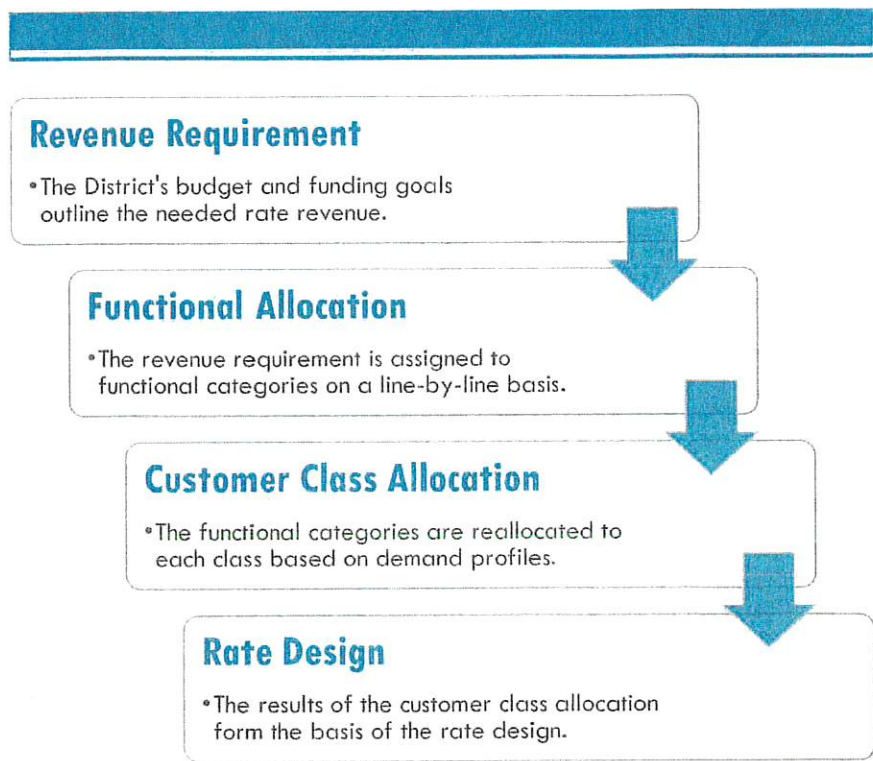 Revenue Requirement
•The District's budget and funding goals
outline the needed rate revenue.
Functional Allocation
•The revenue requirement is assigned to
functional categories on a line-by-line basis.
Customer Class Allocation
•The functional categories are reallocated to
each class based on demand profiles.
Rate Design
•The results of the customer class allocation
form the basis of the rate design.